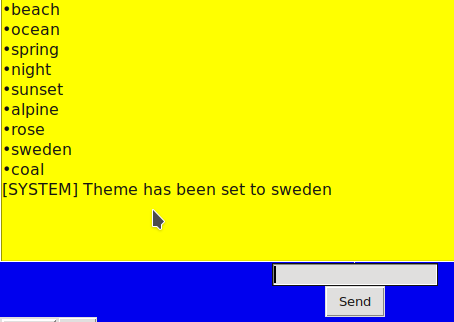 •beach
•ocean
•spring
•night
•sunset
•alpine
•rose
•sweden
•coal
[SYSTEM] Theme has been set to sweden
Send